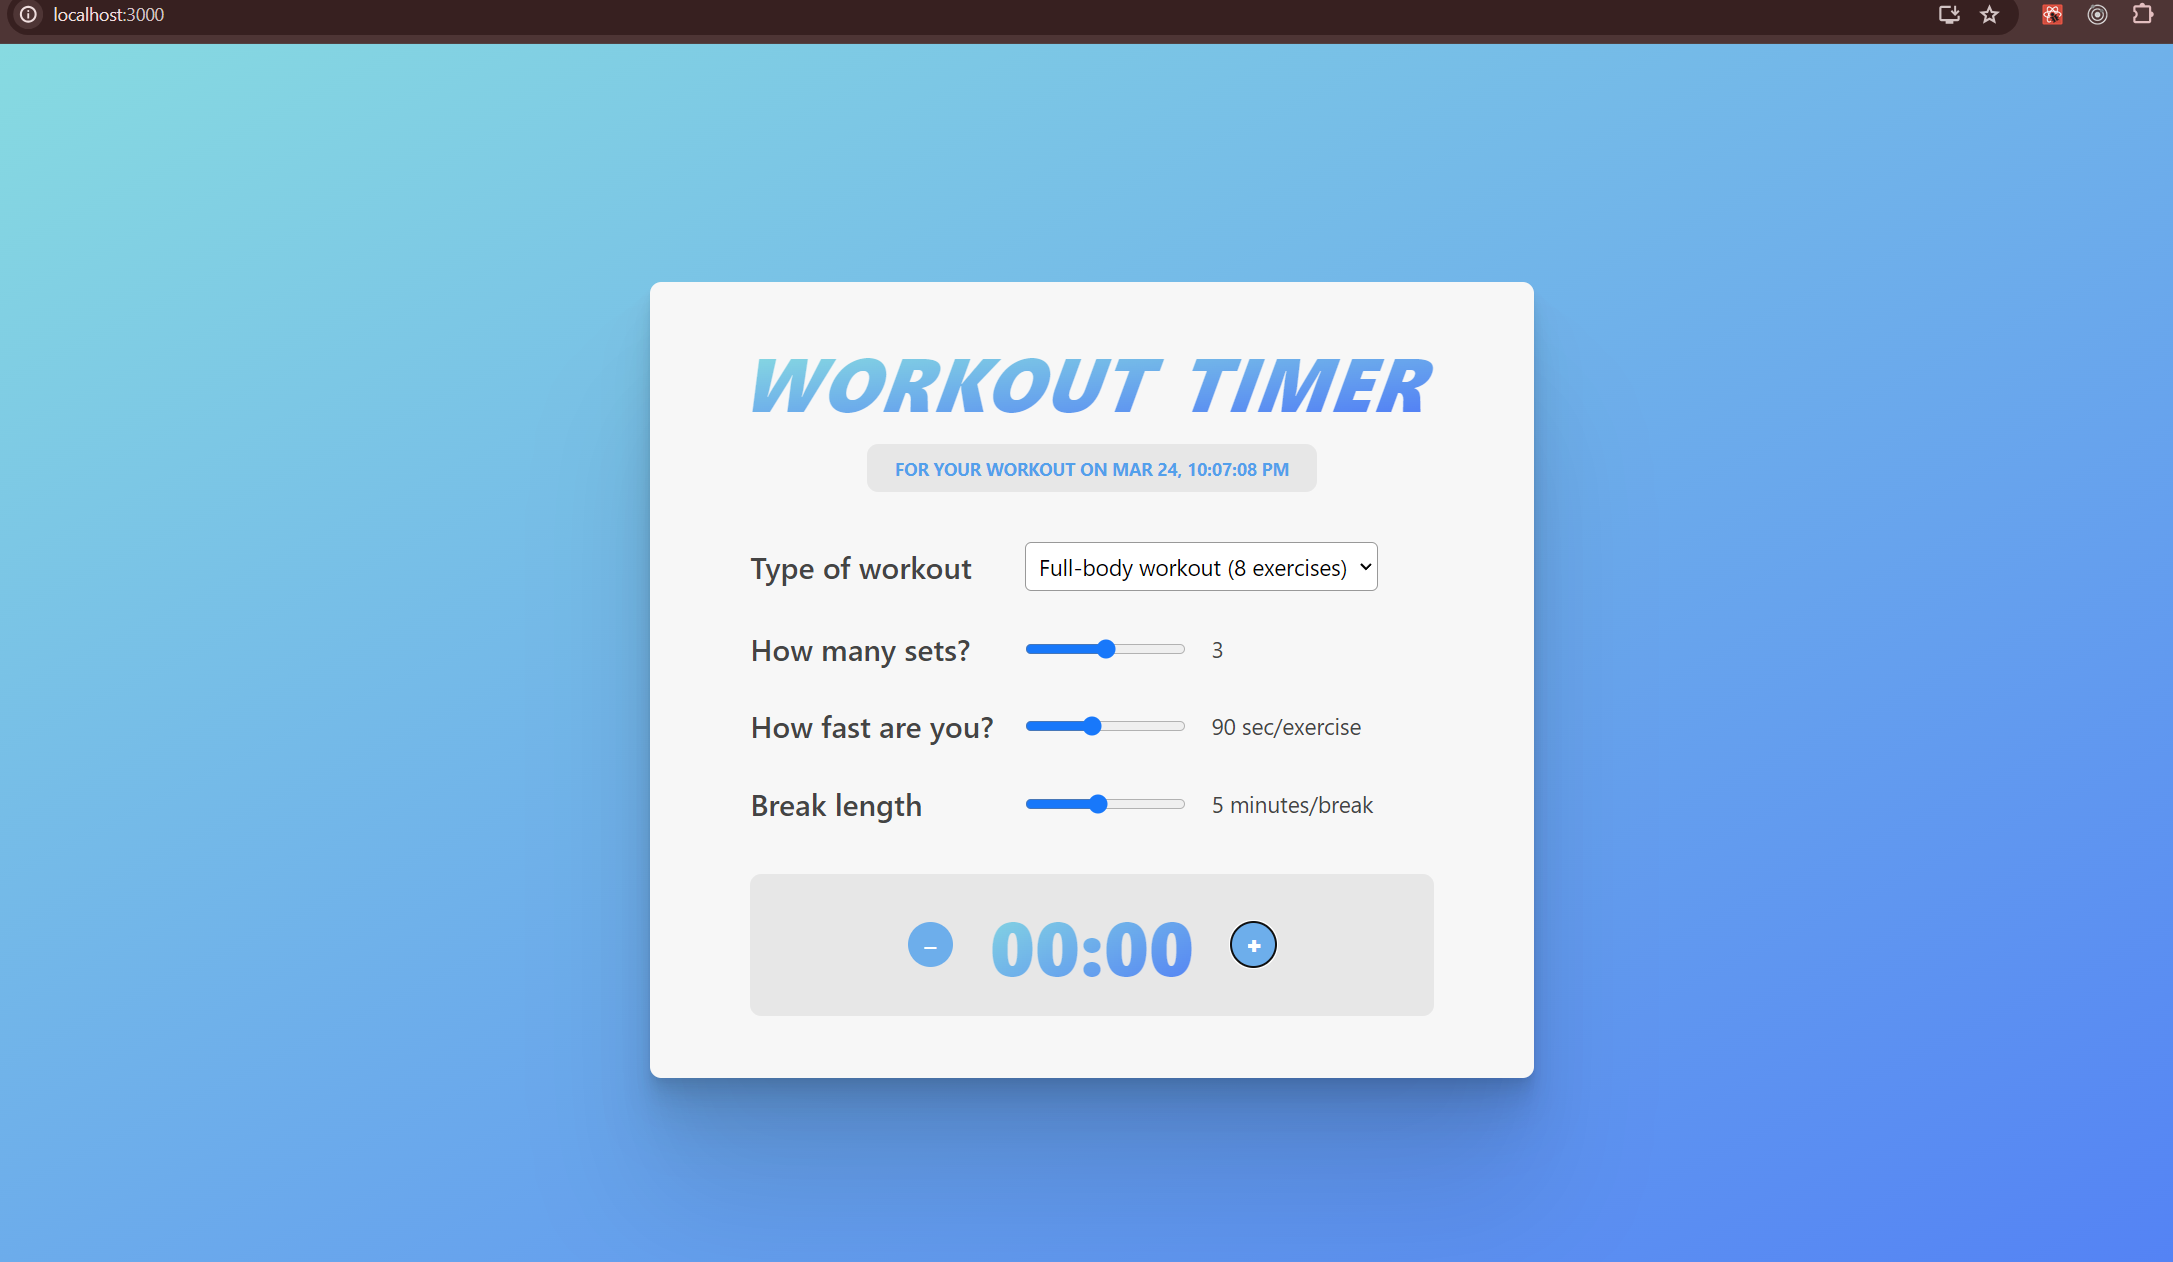 localhost:3000
WORKOUT TIMER
FOR YOUR WORKOUT ON MAR 24, 10:07:08 PM
Type of workout Full-body workout (8 exercises)
How many sets? 3
How fast are you? 90 sec/exercise
Break length 5 minutes/break
– 00:00 +